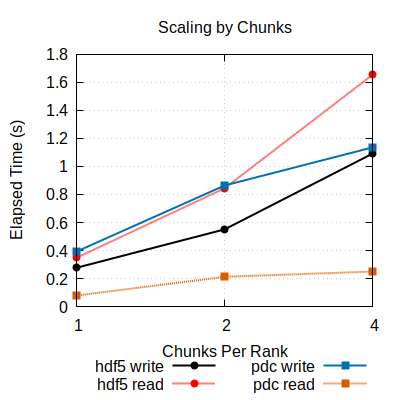 Scaling by Chunks
1.8
1.6
1.4
1.2
1
0.8
0.6
0.4
0.2
0
Elapsed Time (s)
1 2 4
Chunks Per Rank
hdf5 write pdc write
hdf5 read pdc read